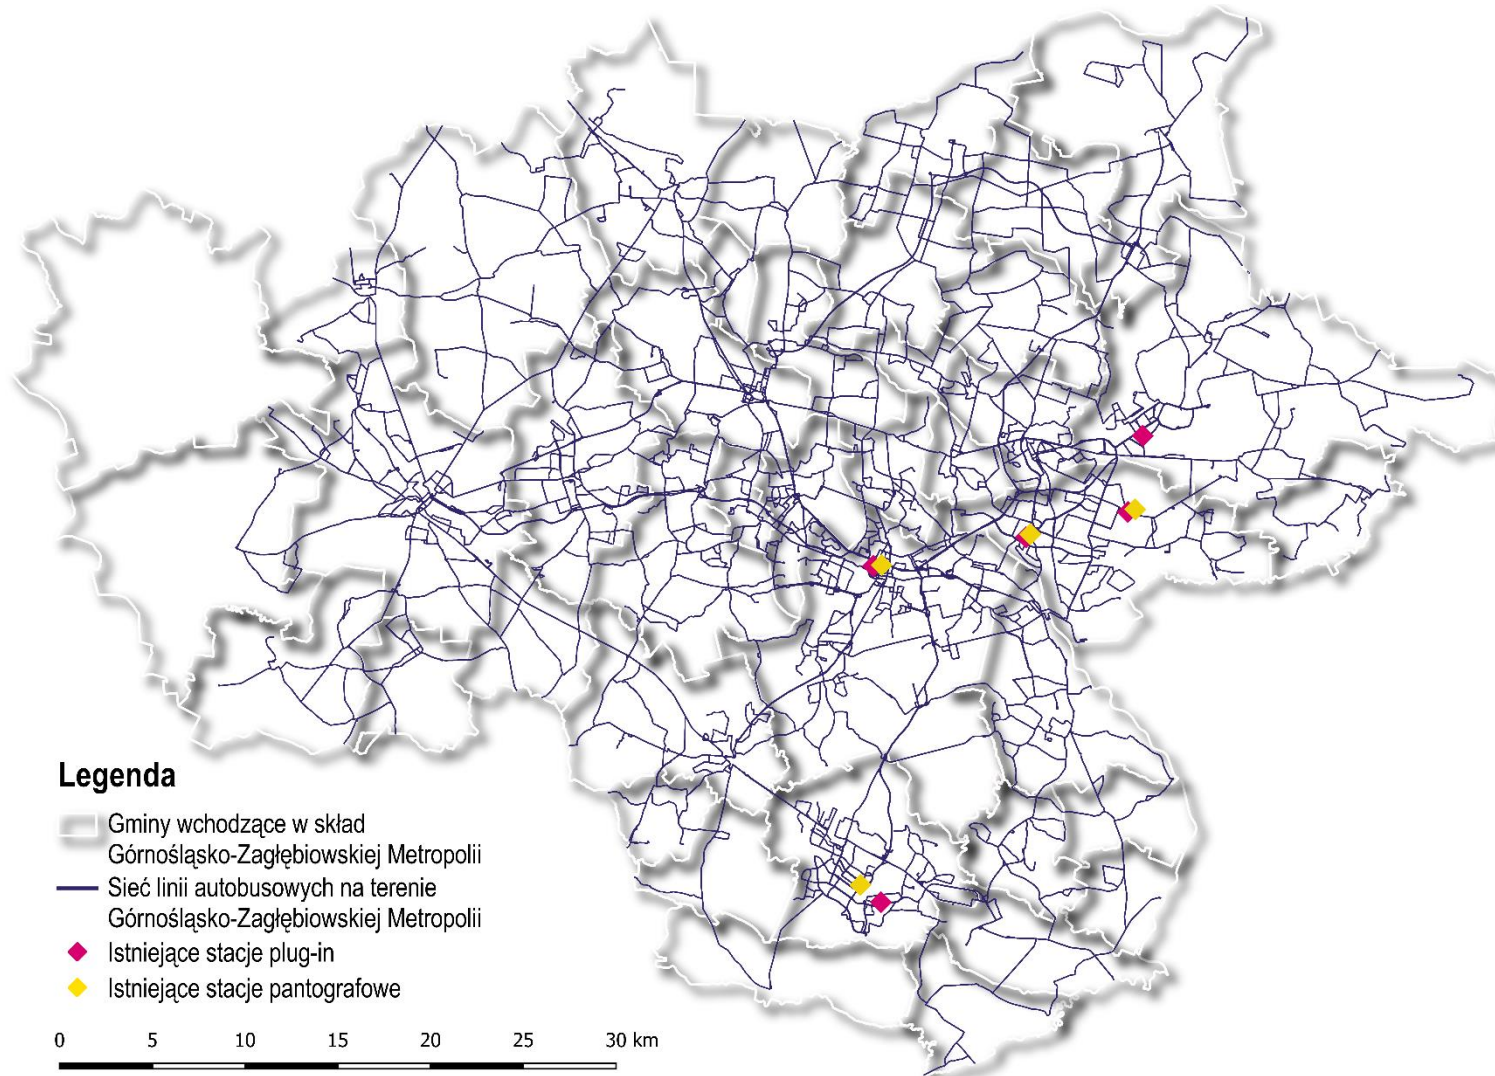 Legenda
Gminy wchodzące w skład
Górnośląsko-Zagłębiowskiej Metropolii
Sieć linii autobusowych na terenie
Górnośląsko-Zagłębiowskiej Metropolii
Istniejące stacje plug-in
Istniejące stacje pantografowe
0 5 10 15 20 25 30 km